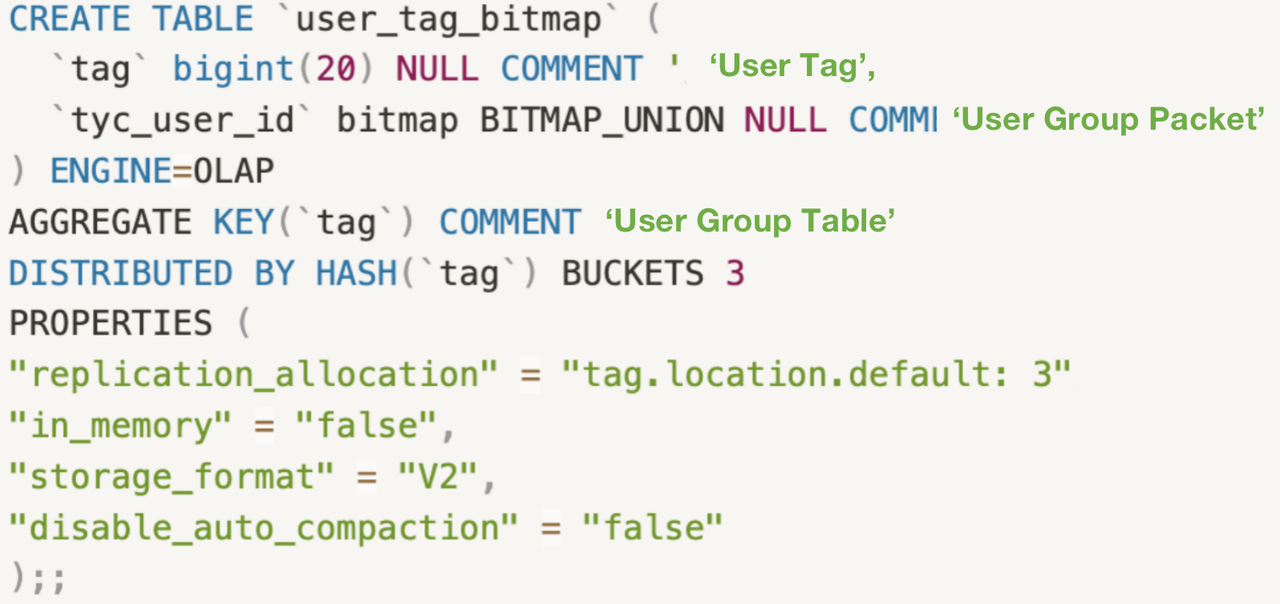 CREATE TABLE `user_tag_bitmap` (
  `tag` bigint(20) NULL COMMENT ' ‘User Tag’,
  `tyc_user_id` bitmap BITMAP_UNION NULL COMM ‘User Group Packet’
) ENGINE=OLAP
AGGREGATE KEY(`tag`) COMMENT ‘User Group Table’
DISTRIBUTED BY HASH(`tag`) BUCKETS 3
PROPERTIES (
"replication_allocation" = "tag.location.default: 3"
"in_memory" = "false",
"storage_format" = "V2",
"disable_auto_compaction" = "false"
);;